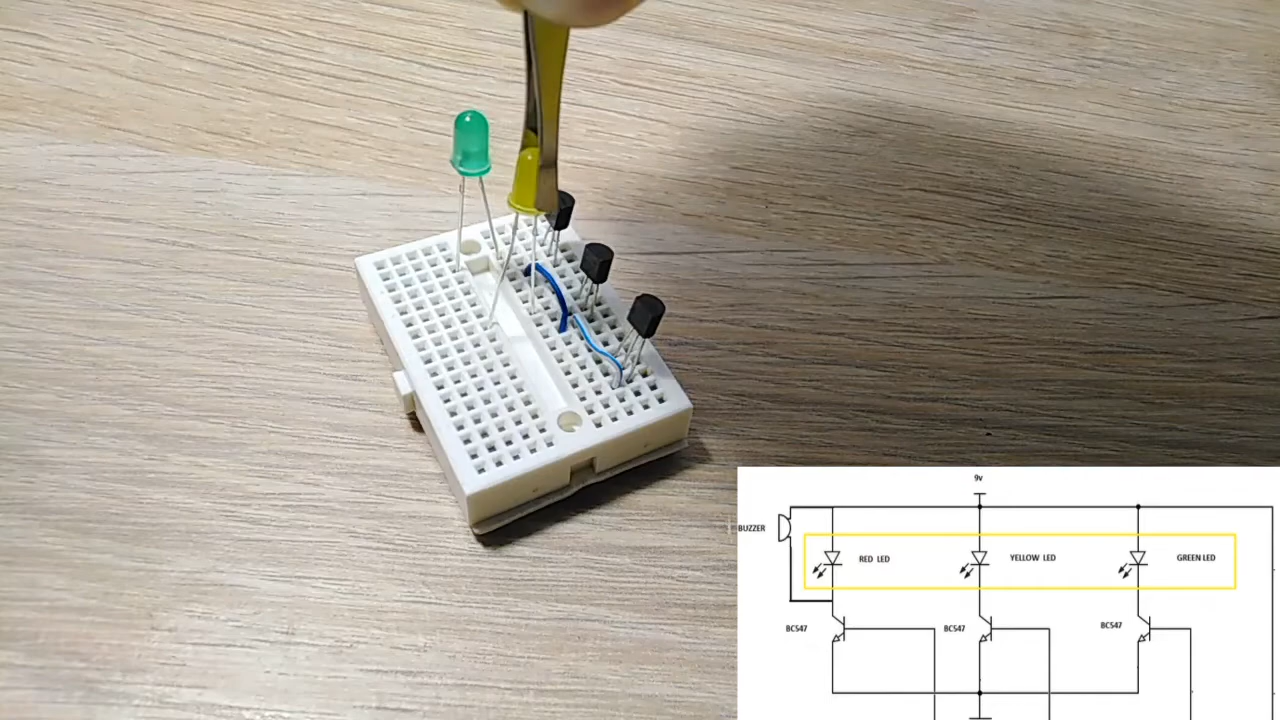 9v
BUZZER
RED LED
YELLOW LED
GREEN LED
BC547
BC547
BC547